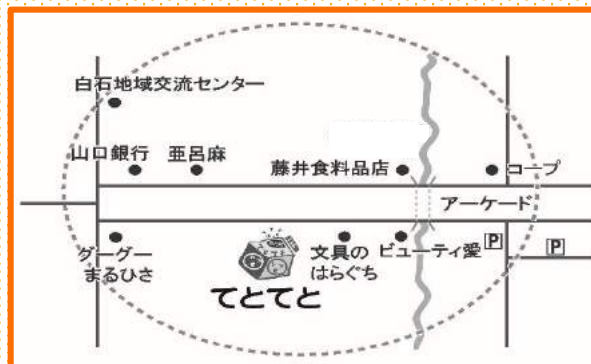 白石地域交流センター
山口銀行
亜呂麻
藤井食料品店
コープ
アーケード
ダーグー
まるひさ
てとてと
文具の
はらぐち
ビューティ愛
P
P